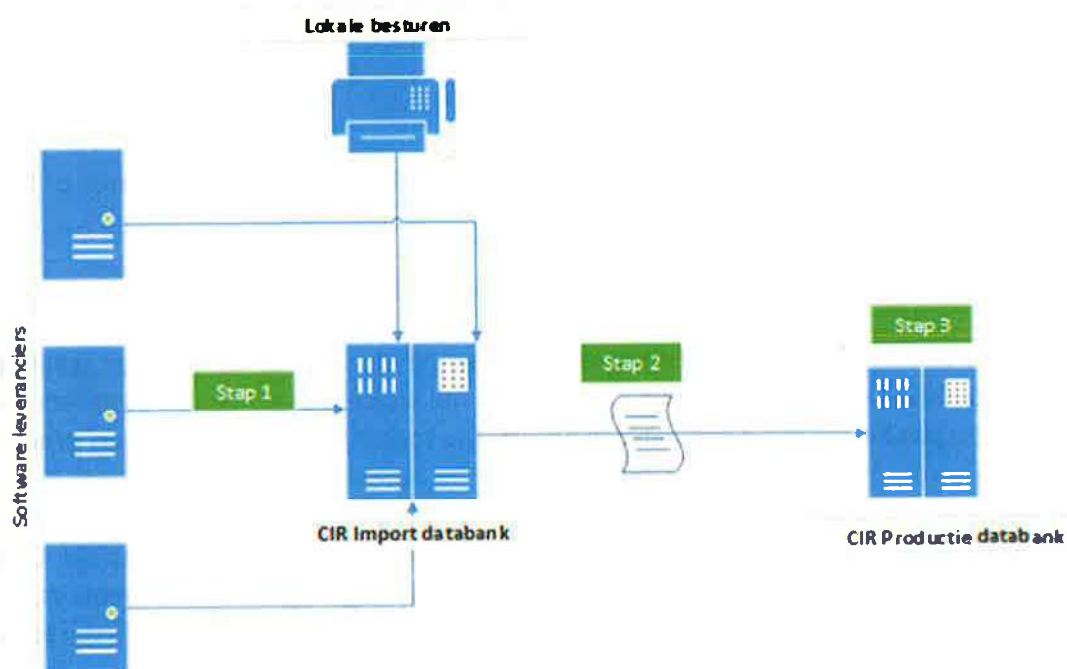 Lokale besturen
Software leveranciers
Stap 1
Stap 2
Stap 3
CIR Import databank
CIR Productie databank